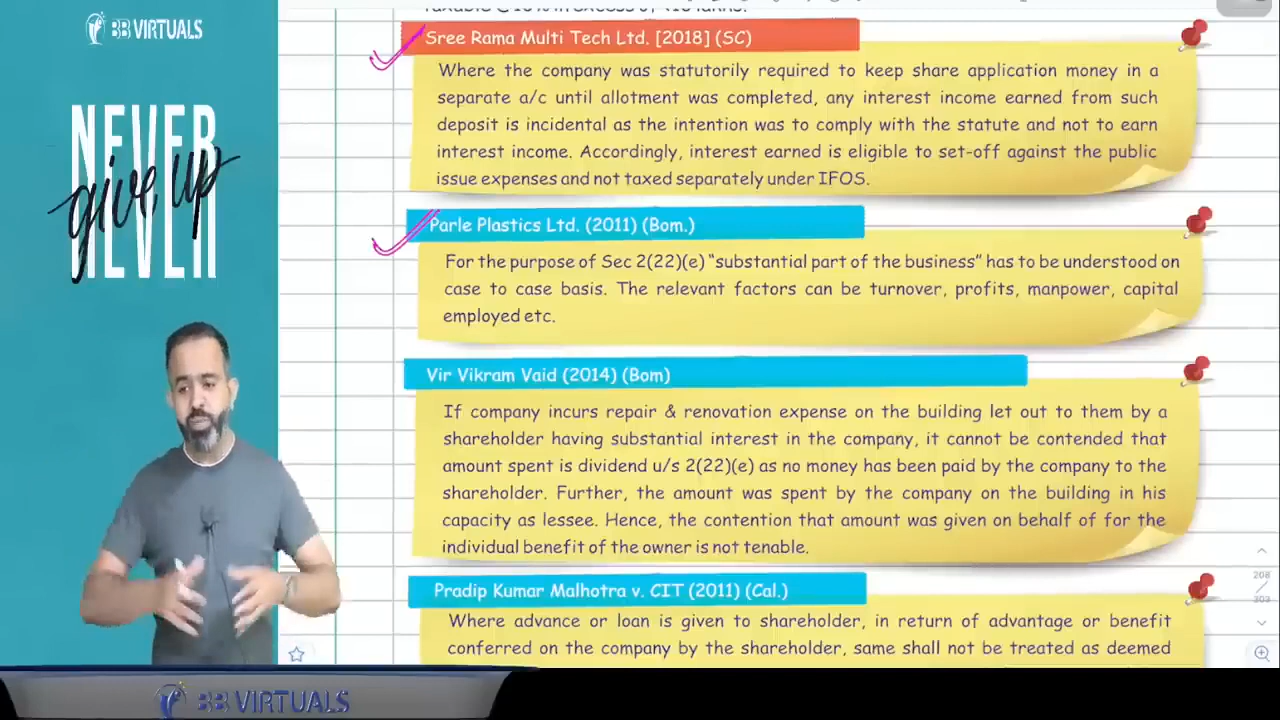 BB VIRTUALS
NEVER
give up
NEVER
Sree Rama Multi Tech Ltd. [2018] (SC)
Where the company was statutorily required to keep share application money in a
separate a/c until allotment was completed, any interest income earned from such
deposit is incidental as the intention was to comply with the statute and not to earn
interest income. Accordingly, interest earned is eligible to set-off against the public
issue expenses and not taxed separately under IFOS.
Parle Plastics Ltd. (2011) (Bom.)
For the purpose of Sec 2(22)(e) "substantial part of the business" has to be understood on
case to case basis. The relevant factors can be turnover, profits, manpower, capital
employed etc.
Vir Vikram Vaid (2014) (Bom)
If company incurs repair & renovation expense on the building let out to them by a
shareholder having substantial interest in the company, it cannot be contended that
amount spent is dividend u/s 2(22)(e) as no money has been paid by the company to the
shareholder. Further, the amount was spent by the company on the building in his
capacity as lessee. Hence, the contention that amount was given on behalf of for the
individual benefit of the owner is not tenable.
Pradip Kumar Malhotra v. CIT (2011) (Cal.)
Where advance or loan is given to shareholder, in return of advantage or benefit
conferred on the company by the shareholder, same shall not be treated as deemed
208
303
BB VIRTUALS